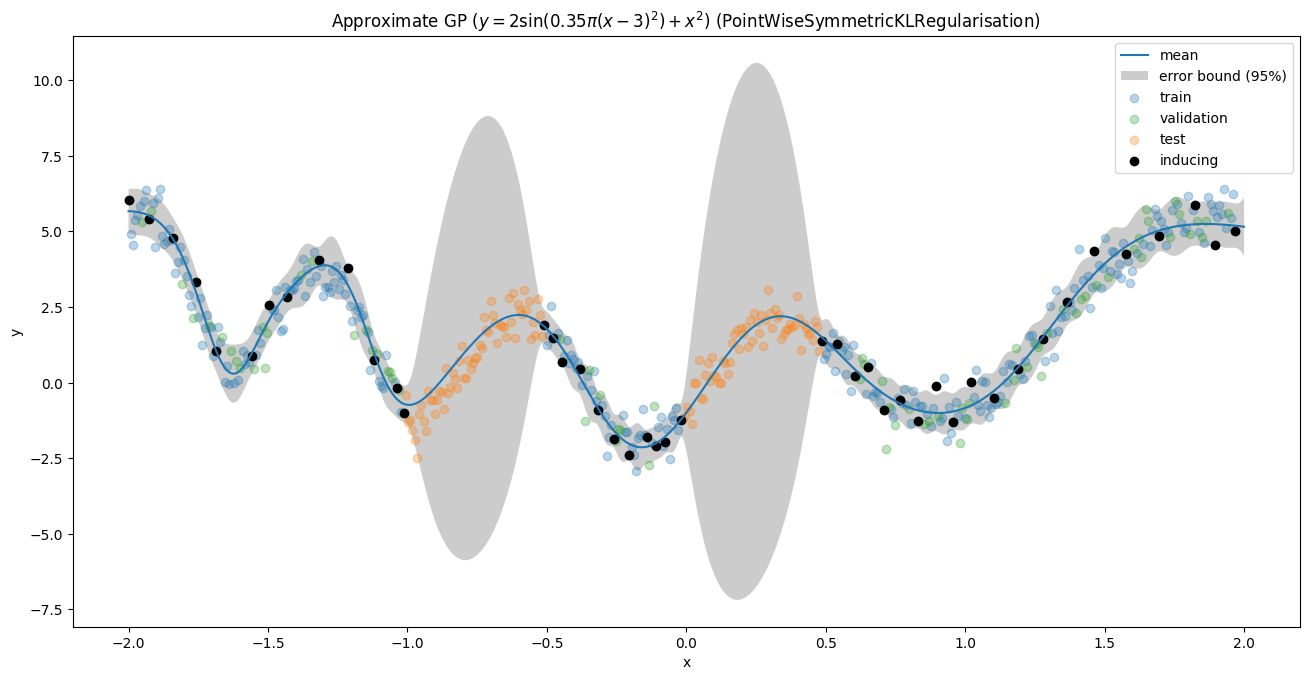 Approximate GP (y = 2sin(0.35π(x − 3)²) + x²) (PointWiseSymmetricKLRegularisation)
mean
error bound (95%)
train
validation
test
inducing
10.0
7.5
5.0
2.5
0.0
−2.5
−5.0
−7.5
y
−2.0 −1.5 −1.0 −0.5 0.0 0.5 1.0 1.5 2.0
x